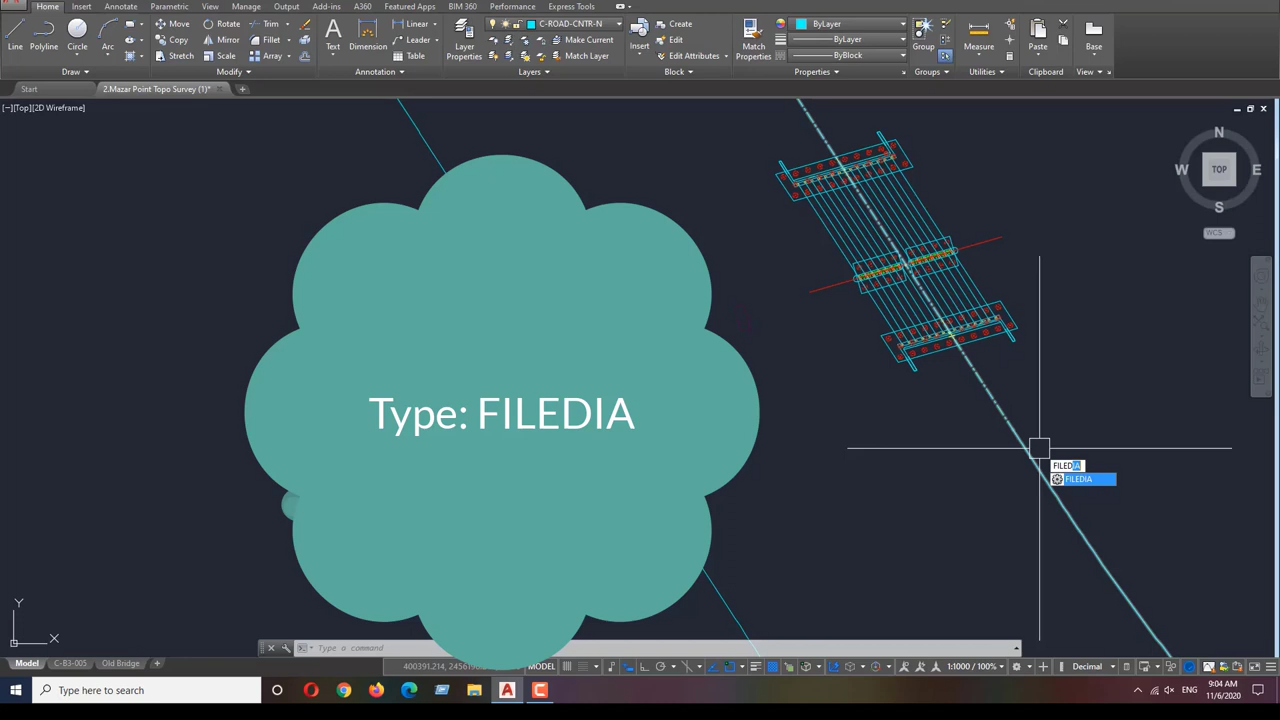 Home Insert Annotate Parametric View Manage Output Add-ins A360 Featured Apps BIM 360 Performance Express Tools
Line Polyline Circle Arc
Move Rotate Trim
Copy Mirror Fillet
Stretch Scale Array
Text Dimension
Linear
Leader
Table
Layer Properties
C-ROAD-CNTR-N
Make Current
Match Layer
Insert
Create
Edit
Edit Attributes
Match Properties
ByLayer
ByLayer
ByBlock
Group
Measure
Paste
Base
Draw Modify Annotation Layers Block Properties Groups Utilities Clipboard View
Start 2.Mazar Point Topo Survey (1)*
[−][Top][2D Wireframe]
N
W TOP E
S
WCS
Type: FILEDIA
FILEDIA
FILEDIA
Y
X
Type a command
Model C-B3-005 Old Bridge
MODEL 1:1000 / 100% Decimal
Type here to search
ENG
9:04 AM
11/6/2020